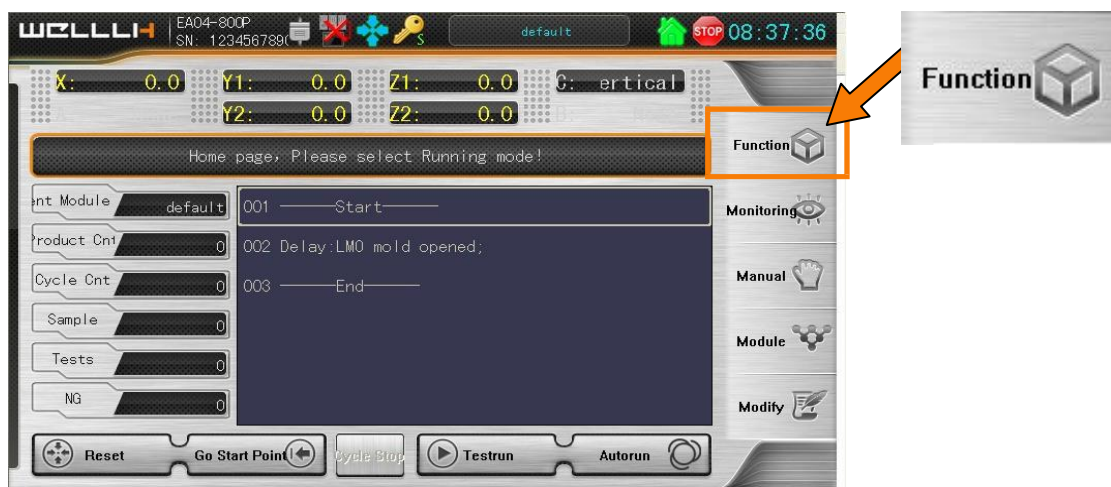 WELLLIH
EA04-800P
SN: 123456789(
S
default
STOP
08:37:36
X: 0.0
Y1: 0.0
Z1: 0.0
C: ertical
Y2: 0.0
Z2: 0.0
Home page, Please select Running mode!
ent Module default
Product Cnt 0
Cycle Cnt 0
Sample 0
Tests 0
NG 0
001 ———Start———
002 Delay:LMO mold opened;
003 ———End———
Function
Monitoring
Manual
Module
Modify
Reset
Go Start Point
Cycle Stop
Testrun
Autorun
Function